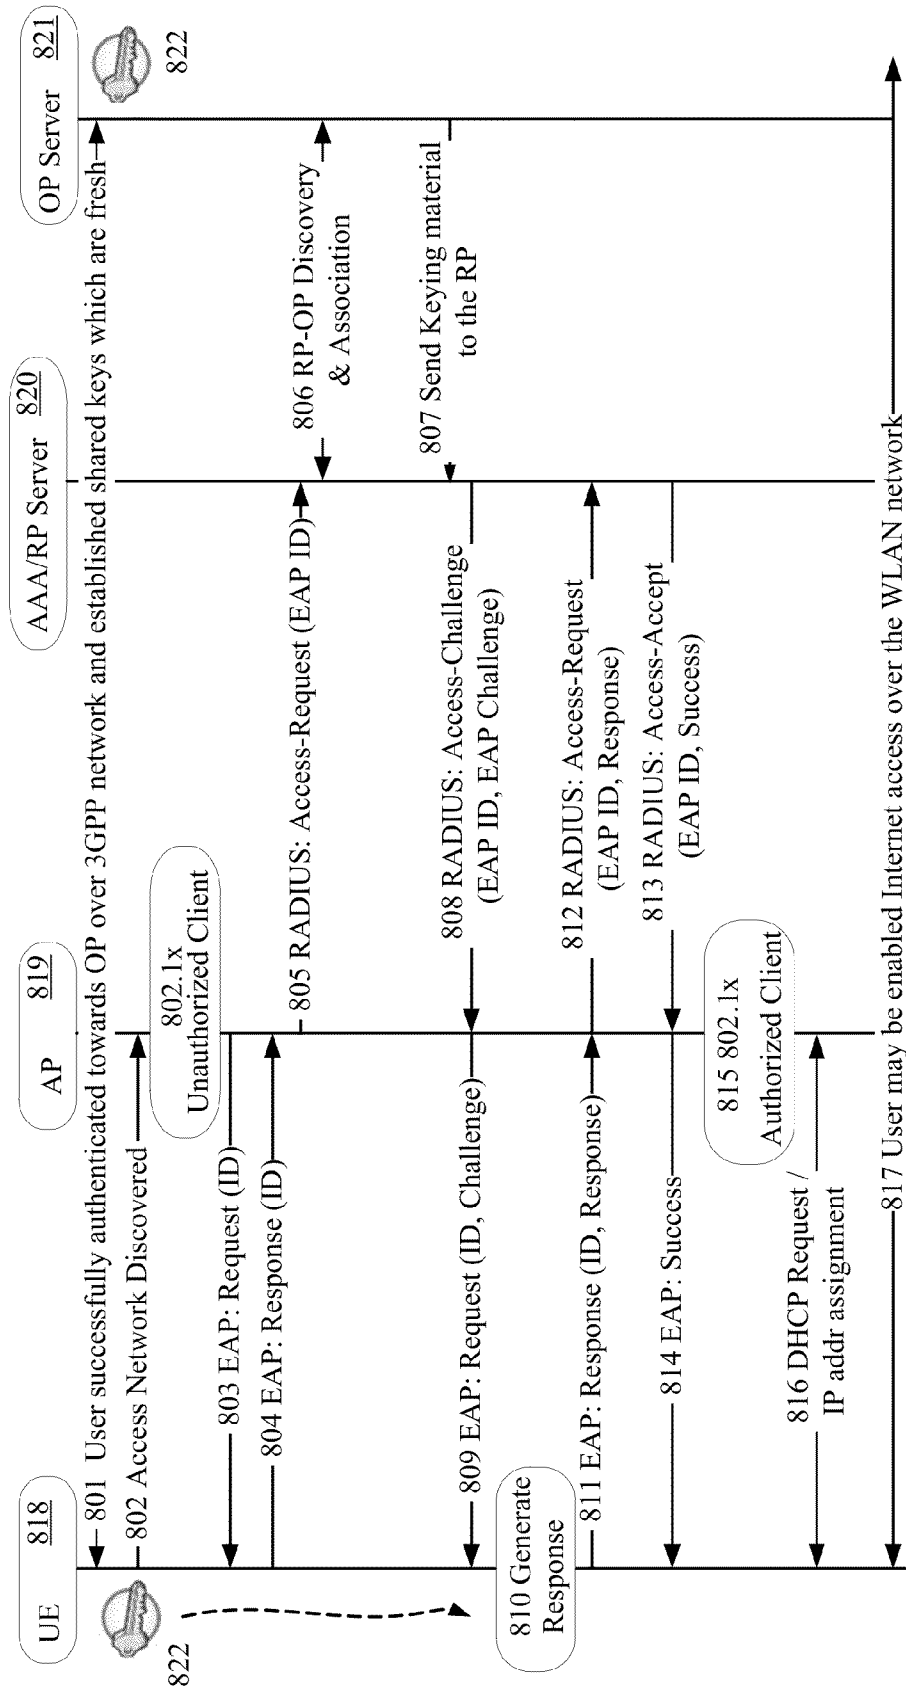 UE 818
AP 819
AAA/RP Server 820
OP Server 821
822
822
801 User successfully authenticated towards OP over 3GPP network and established shared keys which are fresh
802 Access Network Discovered
802.1x
Unauthorized Client
803 EAP: Request (ID)
804 EAP: Response (ID)
805 RADIUS: Access-Request (EAP ID)
806 RP-OP Discovery
& Association
807 Send Keying material
to the RP
808 RADIUS: Access-Challenge
(EAP ID, EAP Challenge)
809 EAP: Request (ID, Challenge)
810 Generate
Response
811 EAP: Response (ID, Response)
812 RADIUS: Access-Request
(EAP ID, Response)
813 RADIUS: Access-Accept
(EAP ID, Success)
814 EAP: Success
815 802.1x
Authorized Client
816 DHCP Request /
IP addr assignment
817 User may be enabled Internet access over the WLAN network